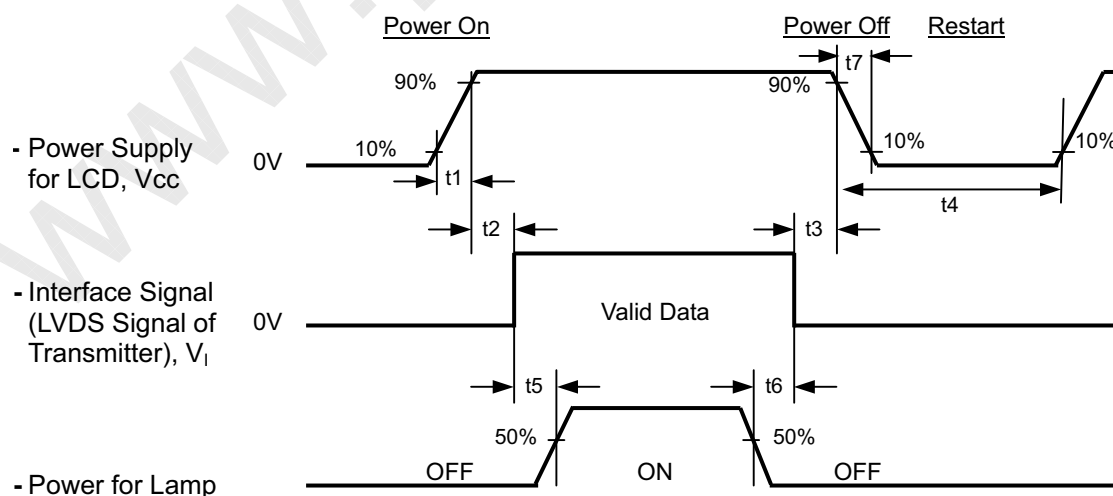 Power On
Power Off
Restart
t7
90%
90%
- Power Supply
for LCD, Vcc
0V
10%
10%
10%
t1
t4
t2
t3
- Interface Signal
(LVDS Signal of
Transmitter), VI
0V
Valid Data
t5
t6
50%
50%
- Power for Lamp
OFF
ON
OFF